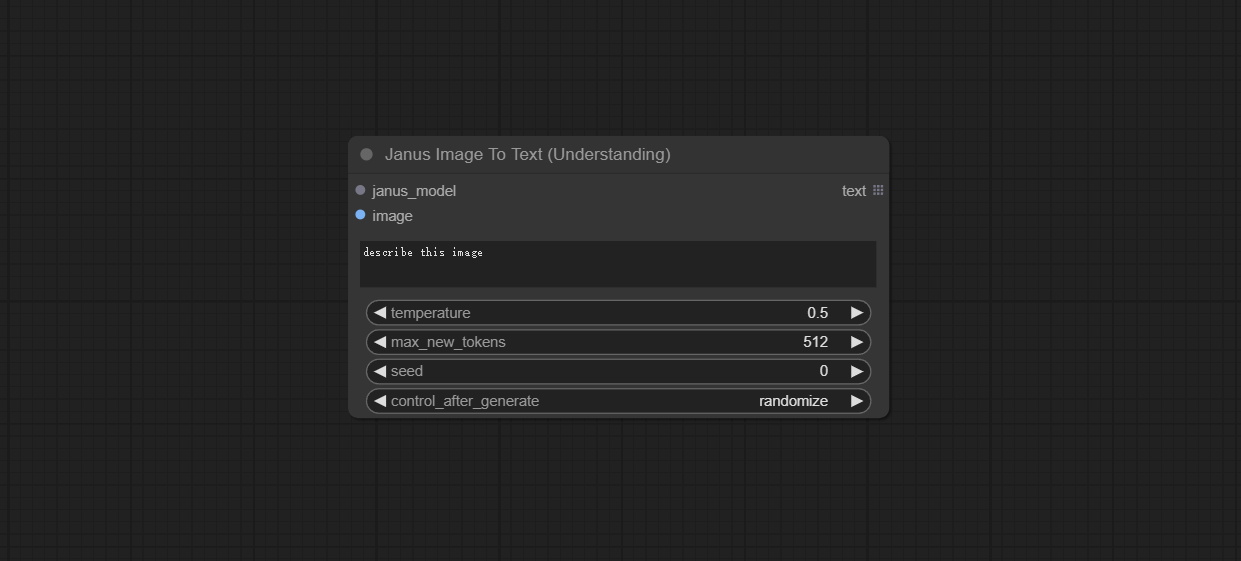 Janus Image To Text (Understanding)
janus_model text
image
describe this image
temperature 0.5
max_new_tokens 512
seed 0
control_after_generate randomize